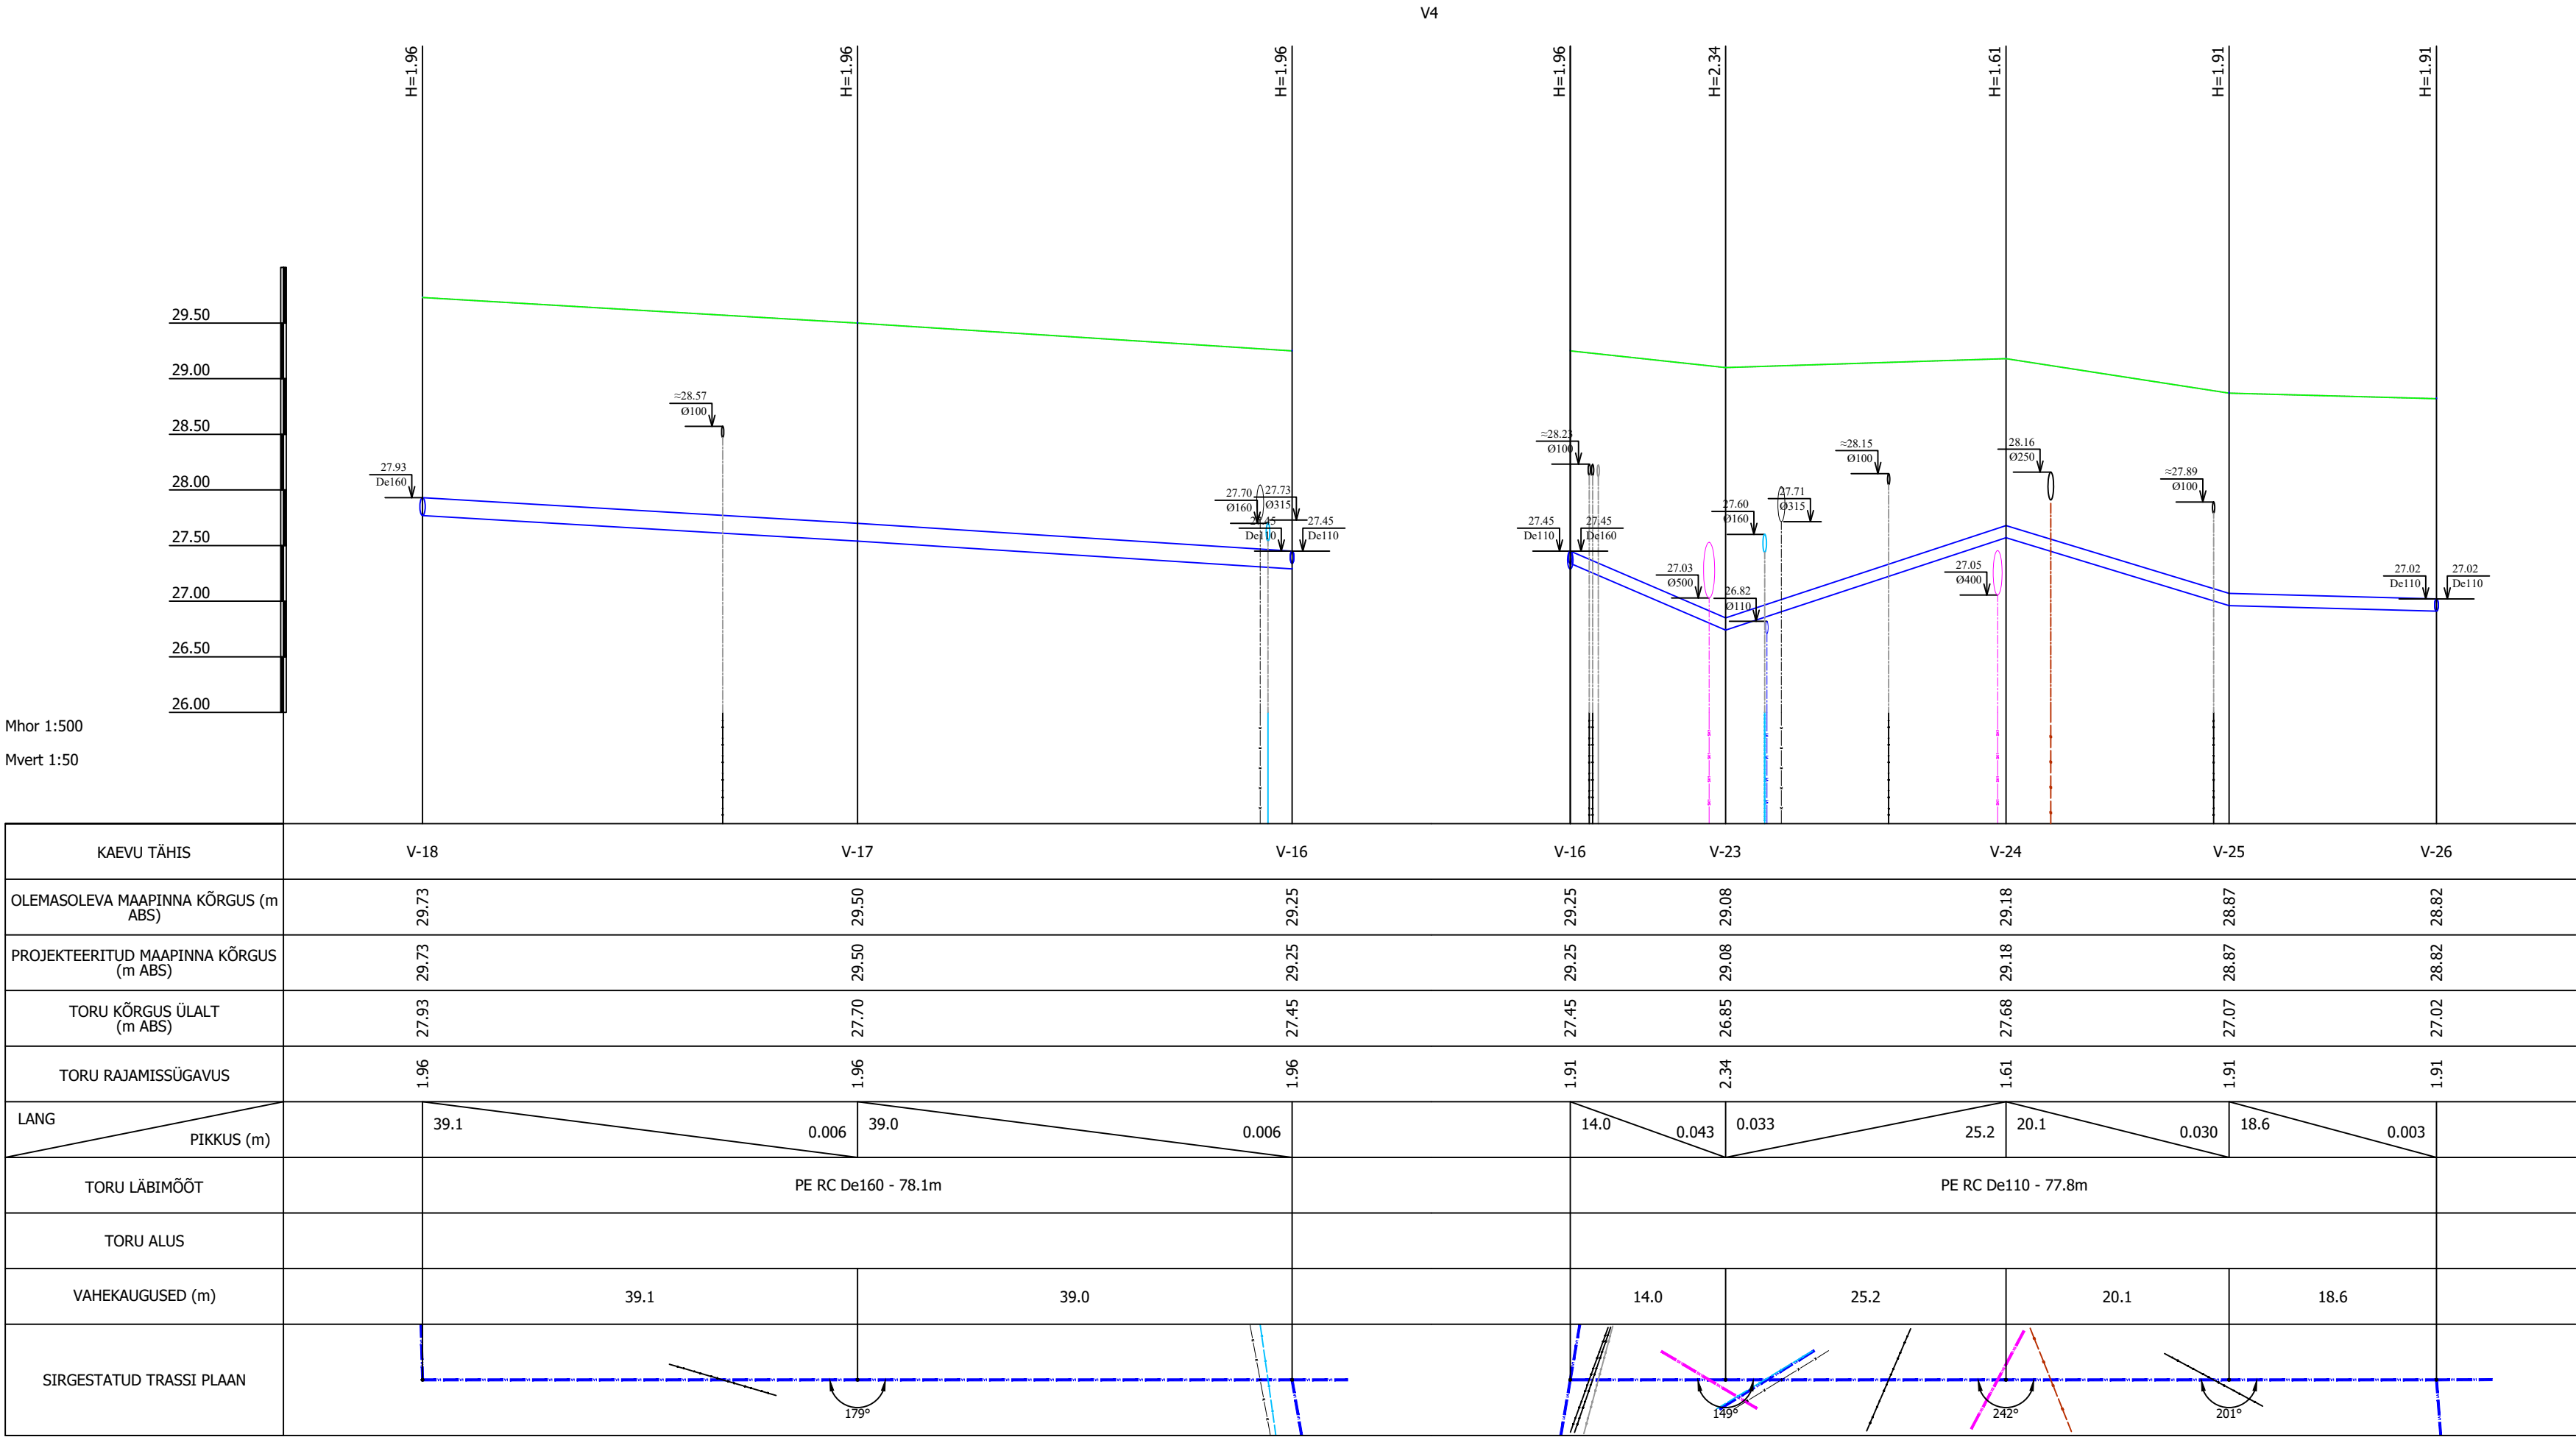 V4
H=1.96
H=1.96
H=1.96
H=1.96
H=2.34
H=1.61
H=1.91
H=1.91
29.50
29.00
28.50
28.00
27.50
27.00
26.50
26.00
Mhor 1:500
Mvert 1:50
27.93
De160
≈28.57
Ø100
27.70
Ø160
27.73
Ø315
27.45
De110
27.45
De110
≈28.23
Ø100
27.45
De110
27.45
De160
27.03
Ø500
27.60
Ø160
26.82
Ø110
27.71
Ø315
≈28.15
Ø100
27.05
Ø400
28.16
Ø250
≈27.89
Ø100
27.02
De110
27.02
De110
KAEVU TÄHIS
V-18 V-17 V-16 V-16 V-23 V-24 V-25 V-26
OLEMASOLEVA MAAPINNA KÕRGUS (m
ABS)
29.73 29.50 29.25 29.25 29.08 29.18 28.87 28.82
PROJEKTEERITUD MAAPINNA KÕRGUS
(m ABS)
29.73 29.50 29.25 29.25 29.08 29.18 28.87 28.82
TORU KÕRGUS ÜLALT
(m ABS)
27.93 27.70 27.45 27.45 26.85 27.68 27.07 27.02
TORU RAJAMISSÜGAVUS
1.96 1.96 1.96 1.91 2.34 1.61 1.91 1.91
LANG
PIKKUS (m)
39.1 0.006 39.0 0.006 14.0 0.043 0.033 25.2 20.1 0.030 18.6 0.003
TORU LÄBIMÕÕT
PE RC De160 - 78.1m PE RC De110 - 77.8m
TORU ALUS
VAHEKAUGUSED (m)
39.1 39.0 14.0 25.2 20.1 18.6
SIRGESTATUD TRASSI PLAAN
179° 149° 242° 201°